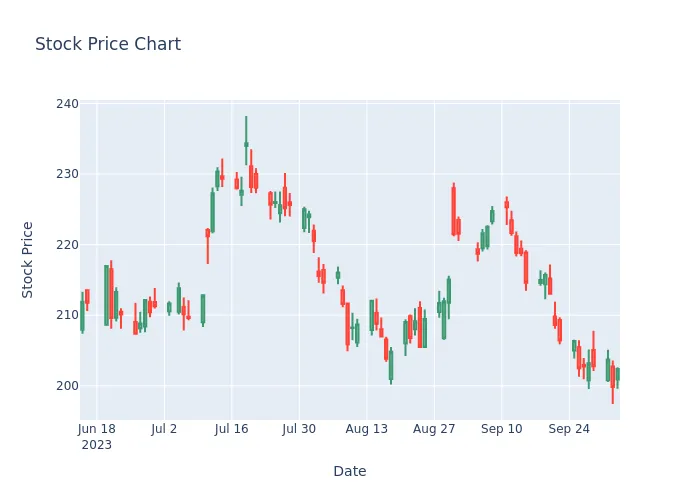 Stock Price Chart
240
230
220
210
200
Stock Price
Jun 18
2023
Jul 2
Jul 16
Jul 30
Aug 13
Aug 27
Sep 10
Sep 24
Date